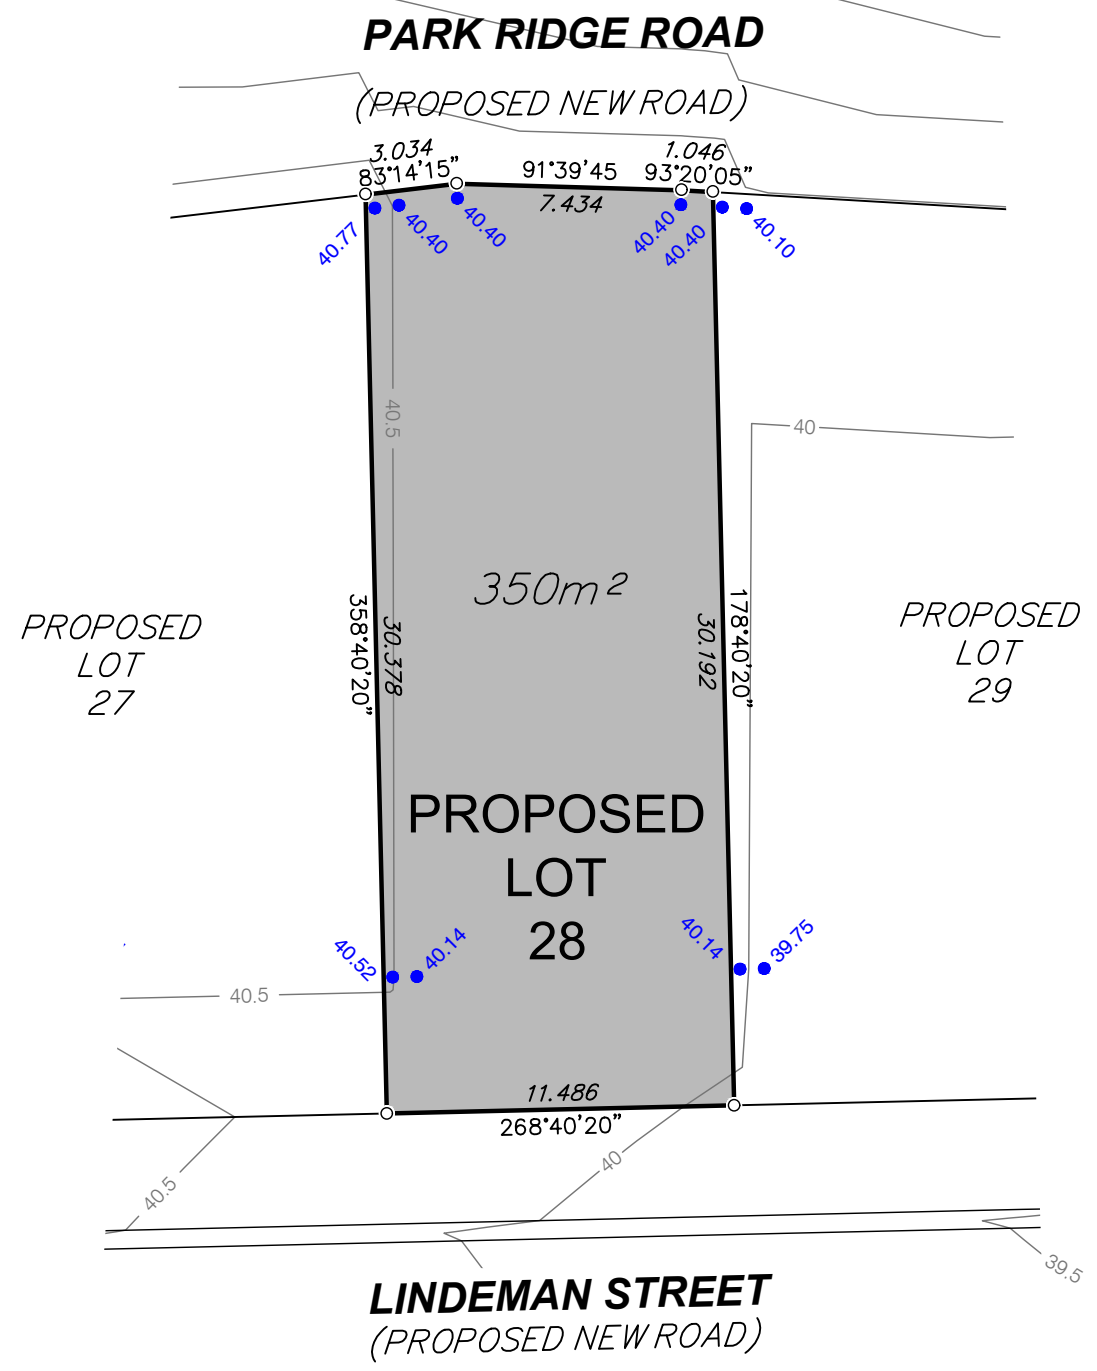 PARK RIDGE ROAD
(PROPOSED NEW ROAD)
3.034
83°14'15"
91°39'45
7.434
1.046
93°20'05"
40.77
40.40
40.40
40.40
40.40
40.10
40.5
40
350m²
358°40'20"
30.378
30.192
178°40'20"
PROPOSED
LOT
27
PROPOSED
LOT
29
PROPOSED
LOT
28
40.52
40.14
40.14
39.75
40.5
11.486
268°40'20"
40.5
40
39.5
LINDEMAN STREET
(PROPOSED NEW ROAD)